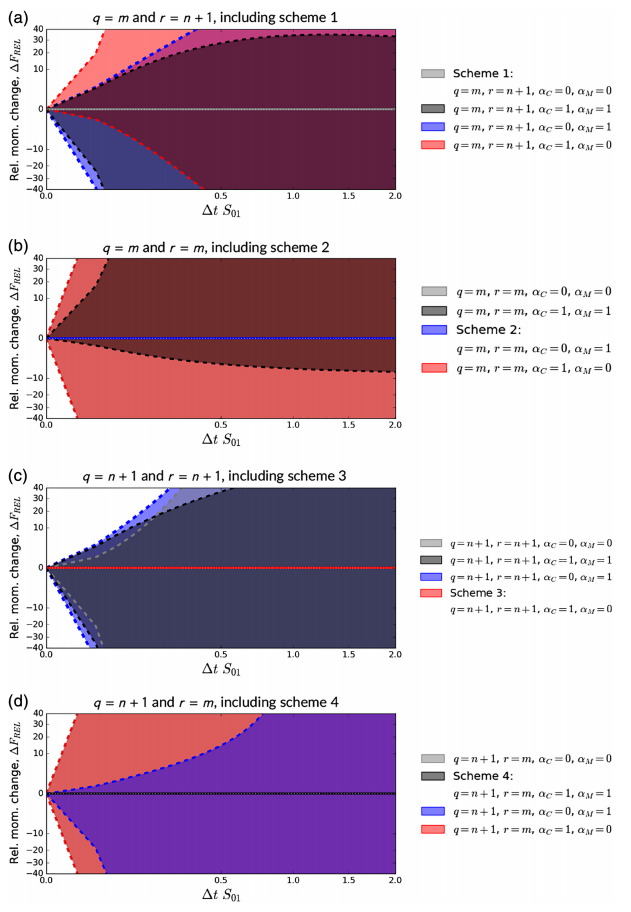 (a)
q = m and r = n + 1, including scheme 1
Rel. mom. change, ΔF_REL
40
30
20
10
0
−10
−20
−30
−40
0.0
0.5
1.0
1.5
2.0
Δt S₀₁
Scheme 1:
q=m, r=n+1, α_C=0, α_M=0
q=m, r=n+1, α_C=1, α_M=1
q=m, r=n+1, α_C=0, α_M=1
q=m, r=n+1, α_C=1, α_M=0
(b)
q = m and r = m, including scheme 2
Rel. mom. change, ΔF_REL
40
30
20
10
0
−10
−20
−30
−40
0.0
0.5
1.0
1.5
2.0
Δt S₀₁
q=m, r=m, α_C=0, α_M=0
q=m, r=m, α_C=1, α_M=1
Scheme 2:
q=m, r=m, α_C=0, α_M=1
q=m, r=m, α_C=1, α_M=0
(c)
q = n + 1 and r = n + 1, including scheme 3
Rel. mom. change, ΔF_REL
40
30
20
10
0
−10
−20
−30
−40
0.0
0.5
1.0
1.5
2.0
Δt S₀₁
q=n+1, r=n+1, α_C=0, α_M=0
q=n+1, r=n+1, α_C=1, α_M=1
q=n+1, r=n+1, α_C=0, α_M=1
Scheme 3:
q=n+1, r=n+1, α_C=1, α_M=0
(d)
q = n + 1 and r = m, including scheme 4
Rel. mom. change, ΔF_REL
40
30
20
10
0
−10
−20
−30
−40
0.0
0.5
1.0
1.5
2.0
Δt S₀₁
q=n+1, r=m, α_C=0, α_M=0
Scheme 4:
q=n+1, r=m, α_C=1, α_M=1
q=n+1, r=m, α_C=0, α_M=1
q=n+1, r=m, α_C=1, α_M=0